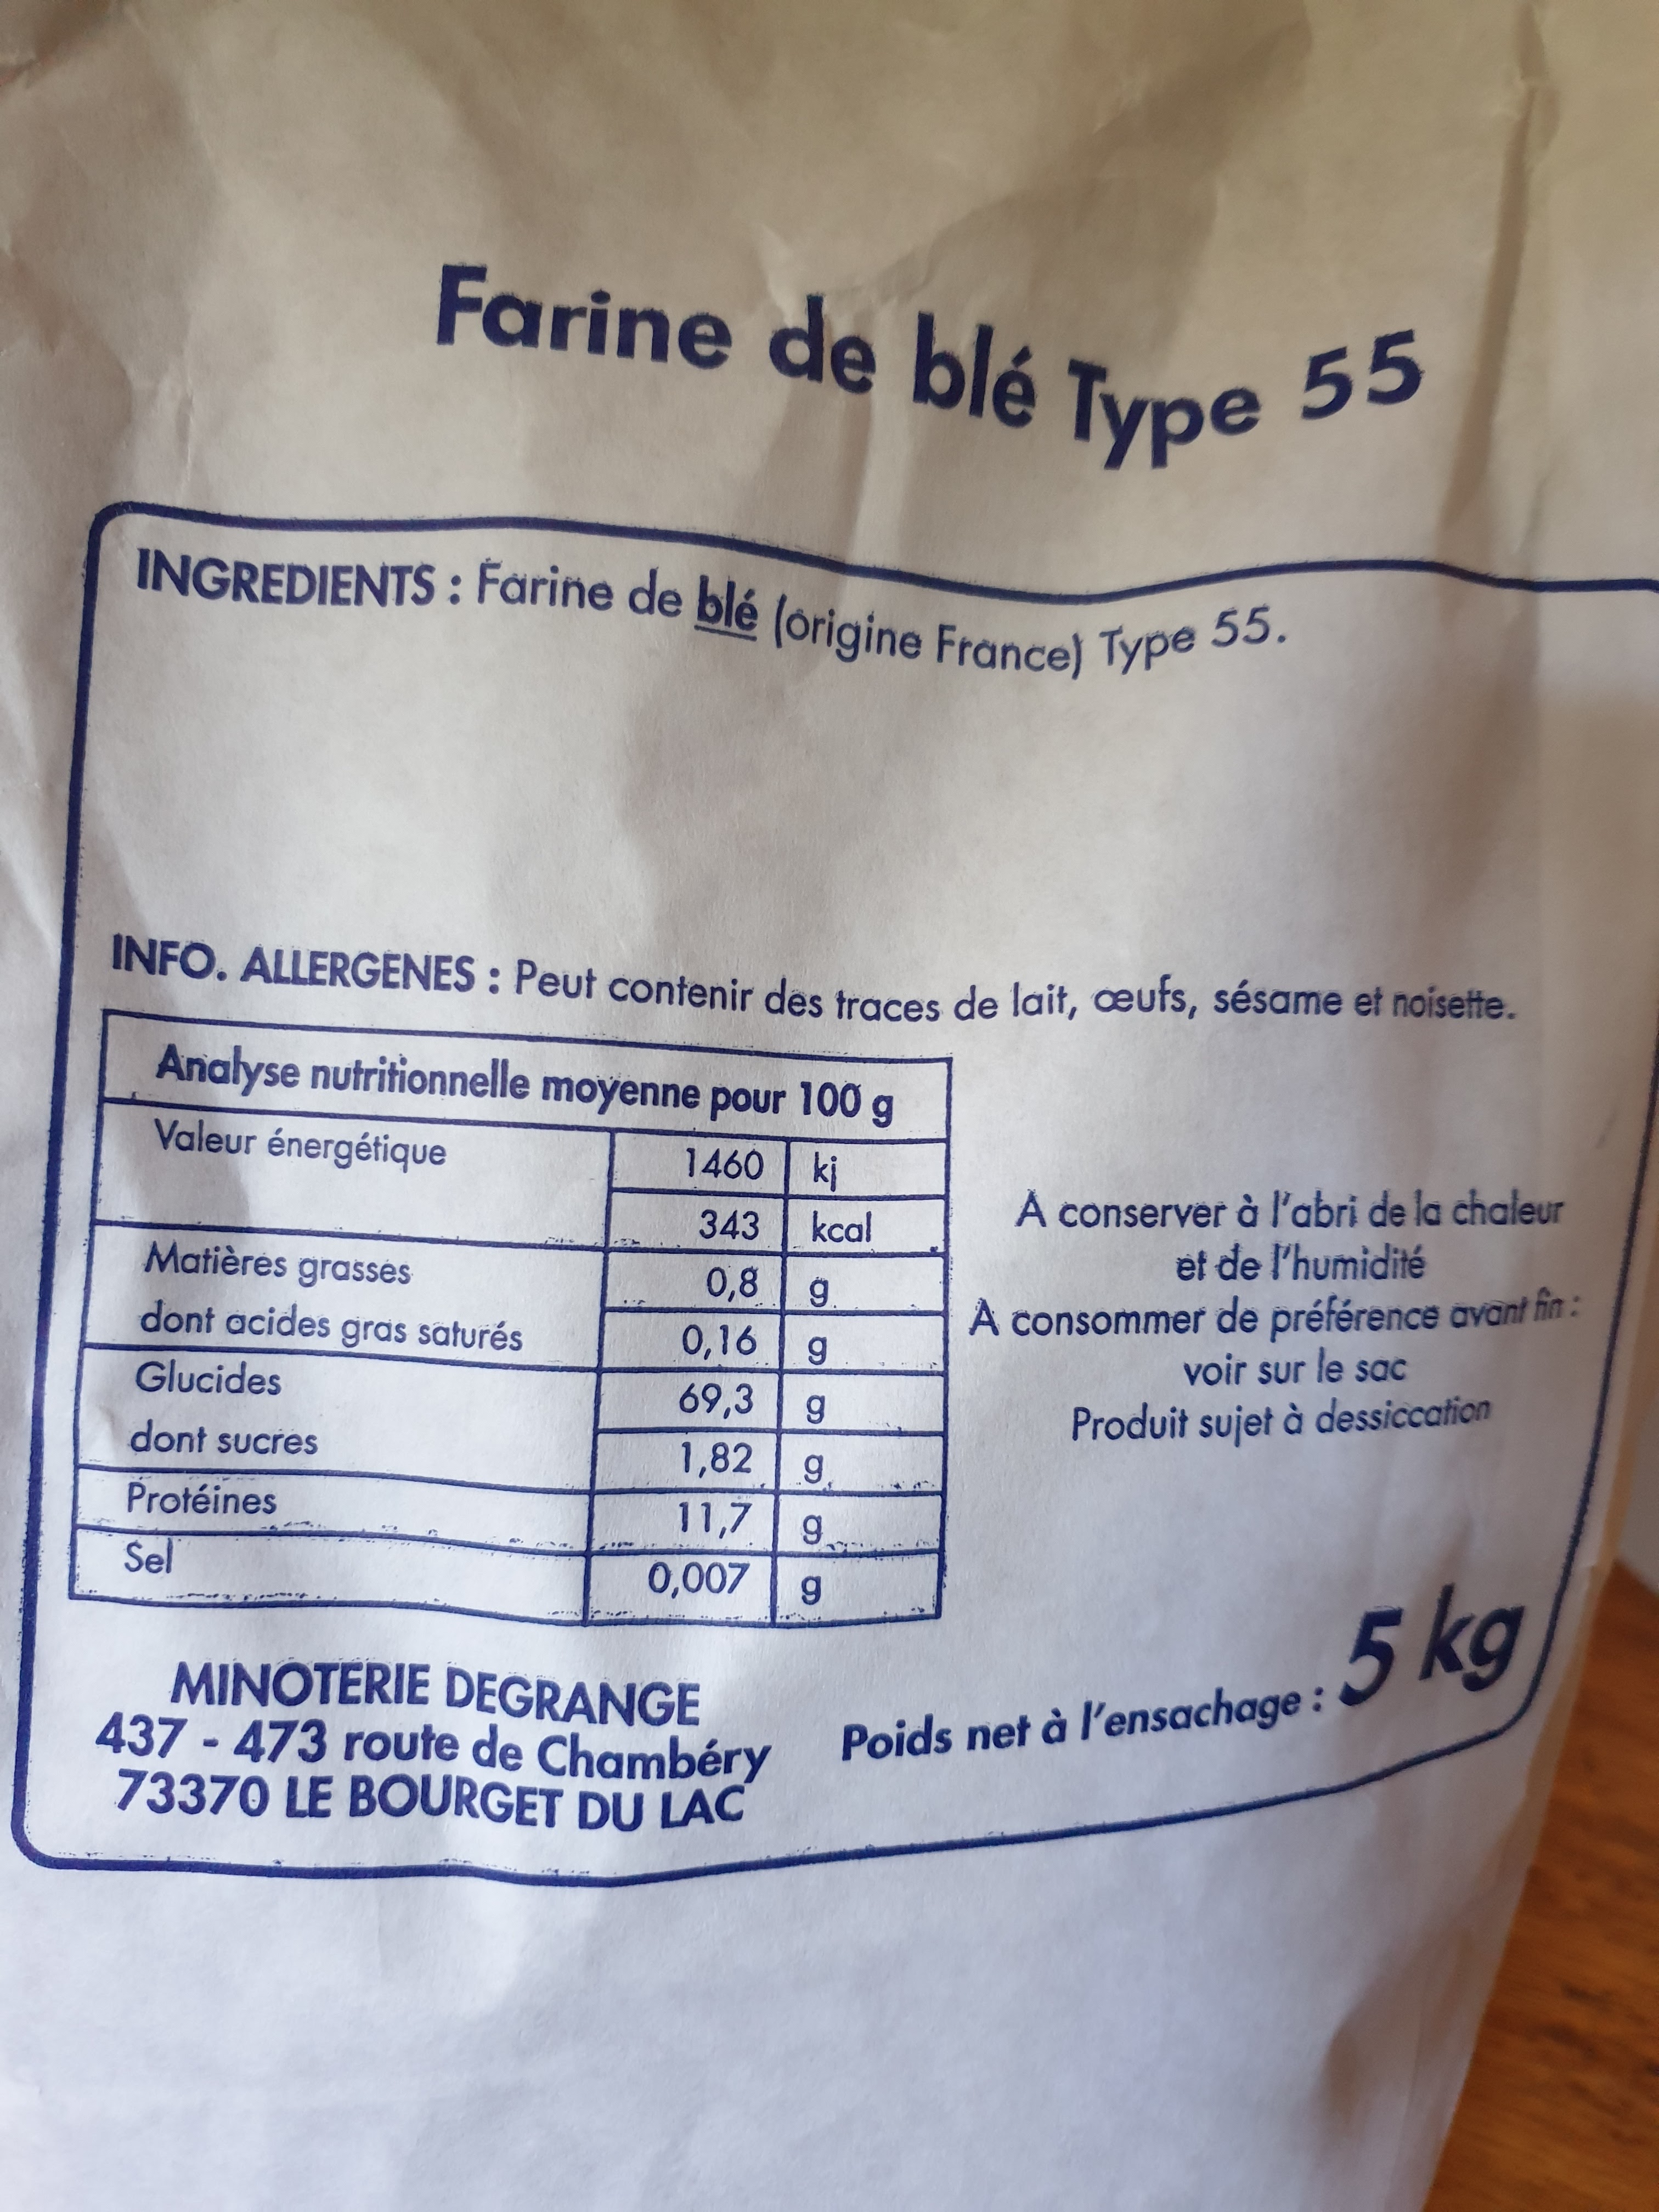 Farine de blé Type 55
INGREDIENTS : Farine de blé (origine France) Type 55.
INFO. ALLERGENES : Peut contenir des traces de lait, œufs, sésame et noisette.
Analyse nutritionnelle moyenne pour 100 g
Valeur énergétique 1460 kj
343 kcal
Matières grasses 0,8 g
dont acides gras saturés 0,16 g
Glucides 69,3 g
dont sucres 1,82 g
Protéines 11,7 g
Sel 0,007 g
A conserver à l'abri de la chaleur
et de l'humidité
A consommer de préférence avant fin :
voir sur le sac
Produit sujet à dessiccation
MINOTERIE DEGRANGE
437 - 473 route de Chambéry
73370 LE BOURGET DU LAC
Poids net à l'ensachage : 5 kg